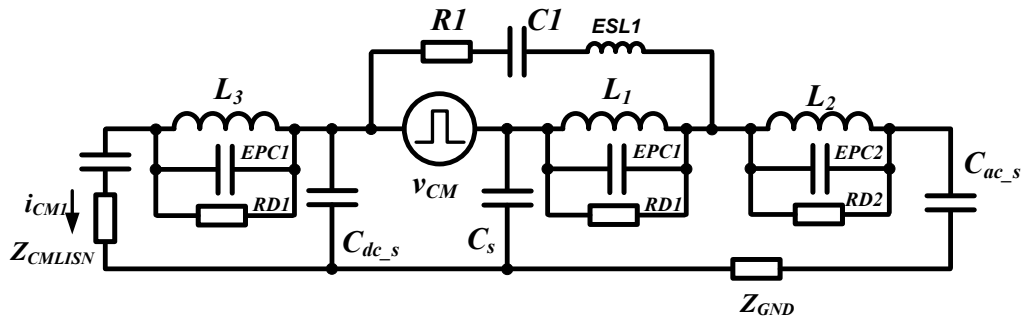 R1 C1 ESL1
L3 L1 L2
EPC1 EPC1 EPC2
vCM
Cac_s
iCM1 RD1 RD1 RD2
ZCMLISN Cdc_s Cs
ZGND